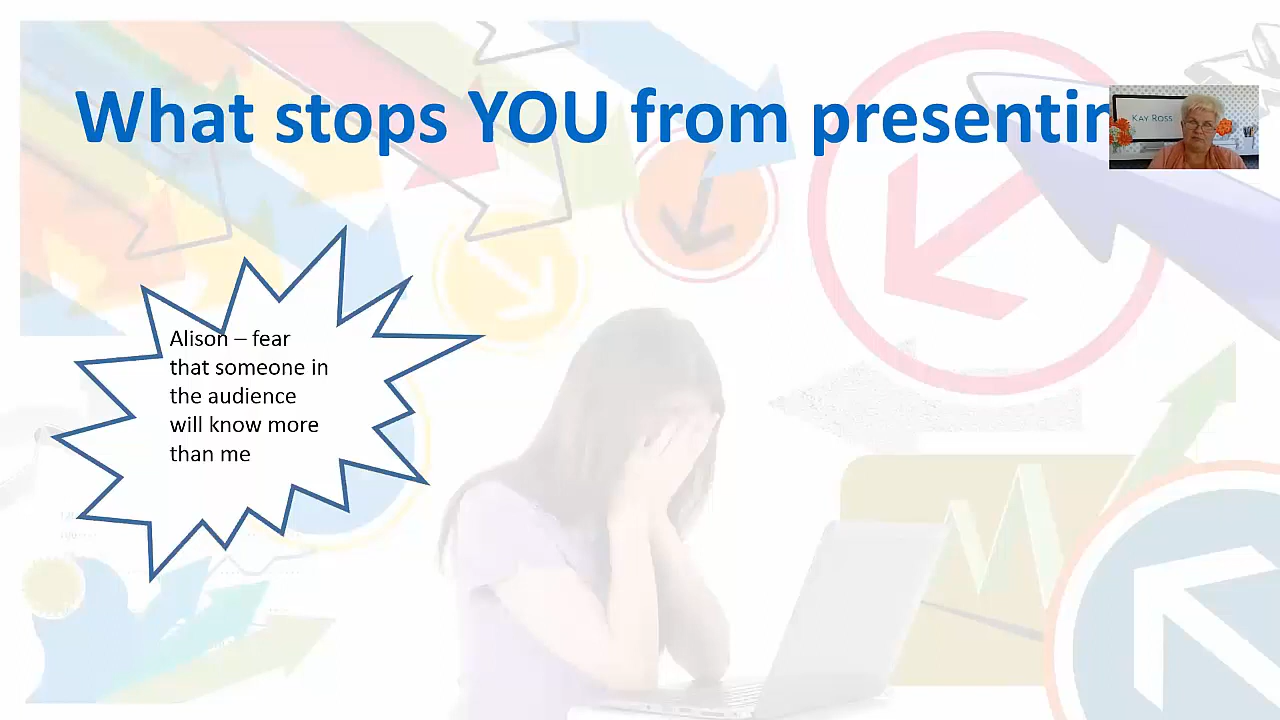 What stops YOU from presentin
KAY ROSS
Alison – fear
that someone in
the audience
will know more
than me